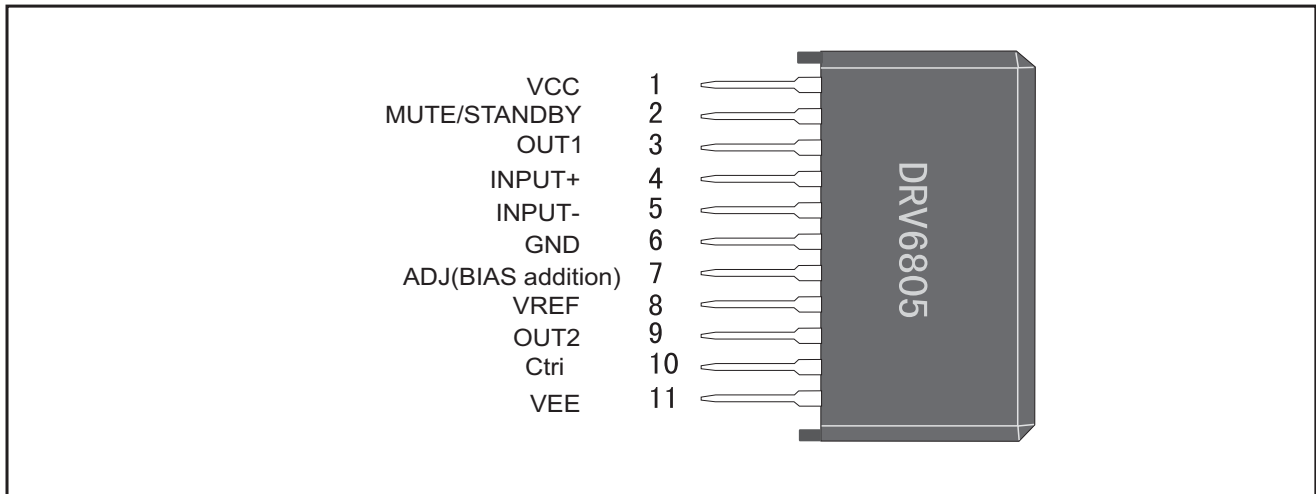 VCC 1
MUTE/STANDBY 2
OUT1 3
INPUT+ 4
INPUT- 5
GND 6
ADJ(BIAS addition) 7
VREF 8
OUT2 9
Ctri 10
VEE 11
DRV6805